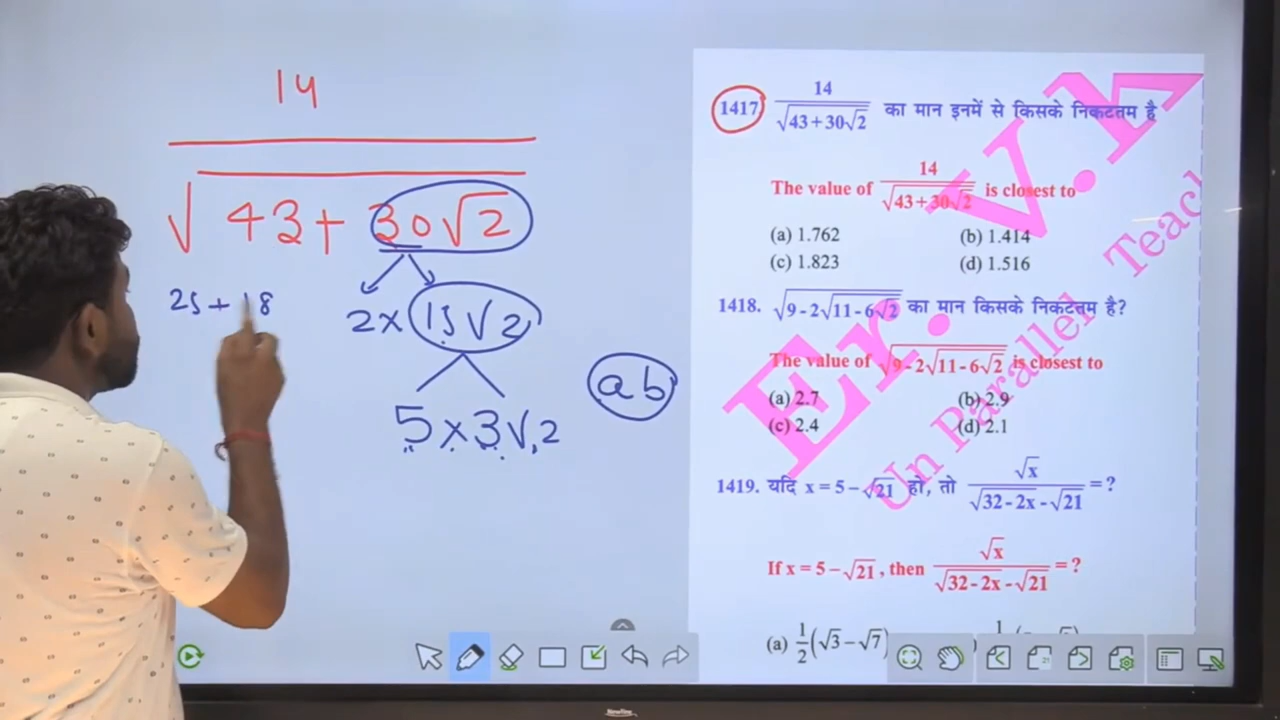 14
√43+30√2
25+18
2×15√2
5×3√2
ab
1417 14/√43+30√2 का मान इनमें से किसके निकटतम है
The value of 14/√43+30√2 is closest to
(a) 1.762 (b) 1.414
(c) 1.823 (d) 1.516
1418. √9-2√11-6√2 का मान किसके निकटतम है?
The value of √9-2√11-6√2 is closest to
(a) 2.7 (b) 2.9
(c) 2.4 (d) 2.1
1419. यदि x=5-√21 हो, तो √x/√32-2x-√21=?
If x=5-√21, then √x/√32-2x-√21=?
(a) 1/2(√3-√7)
Er. V.K
Un Parallel Teach
NewTine